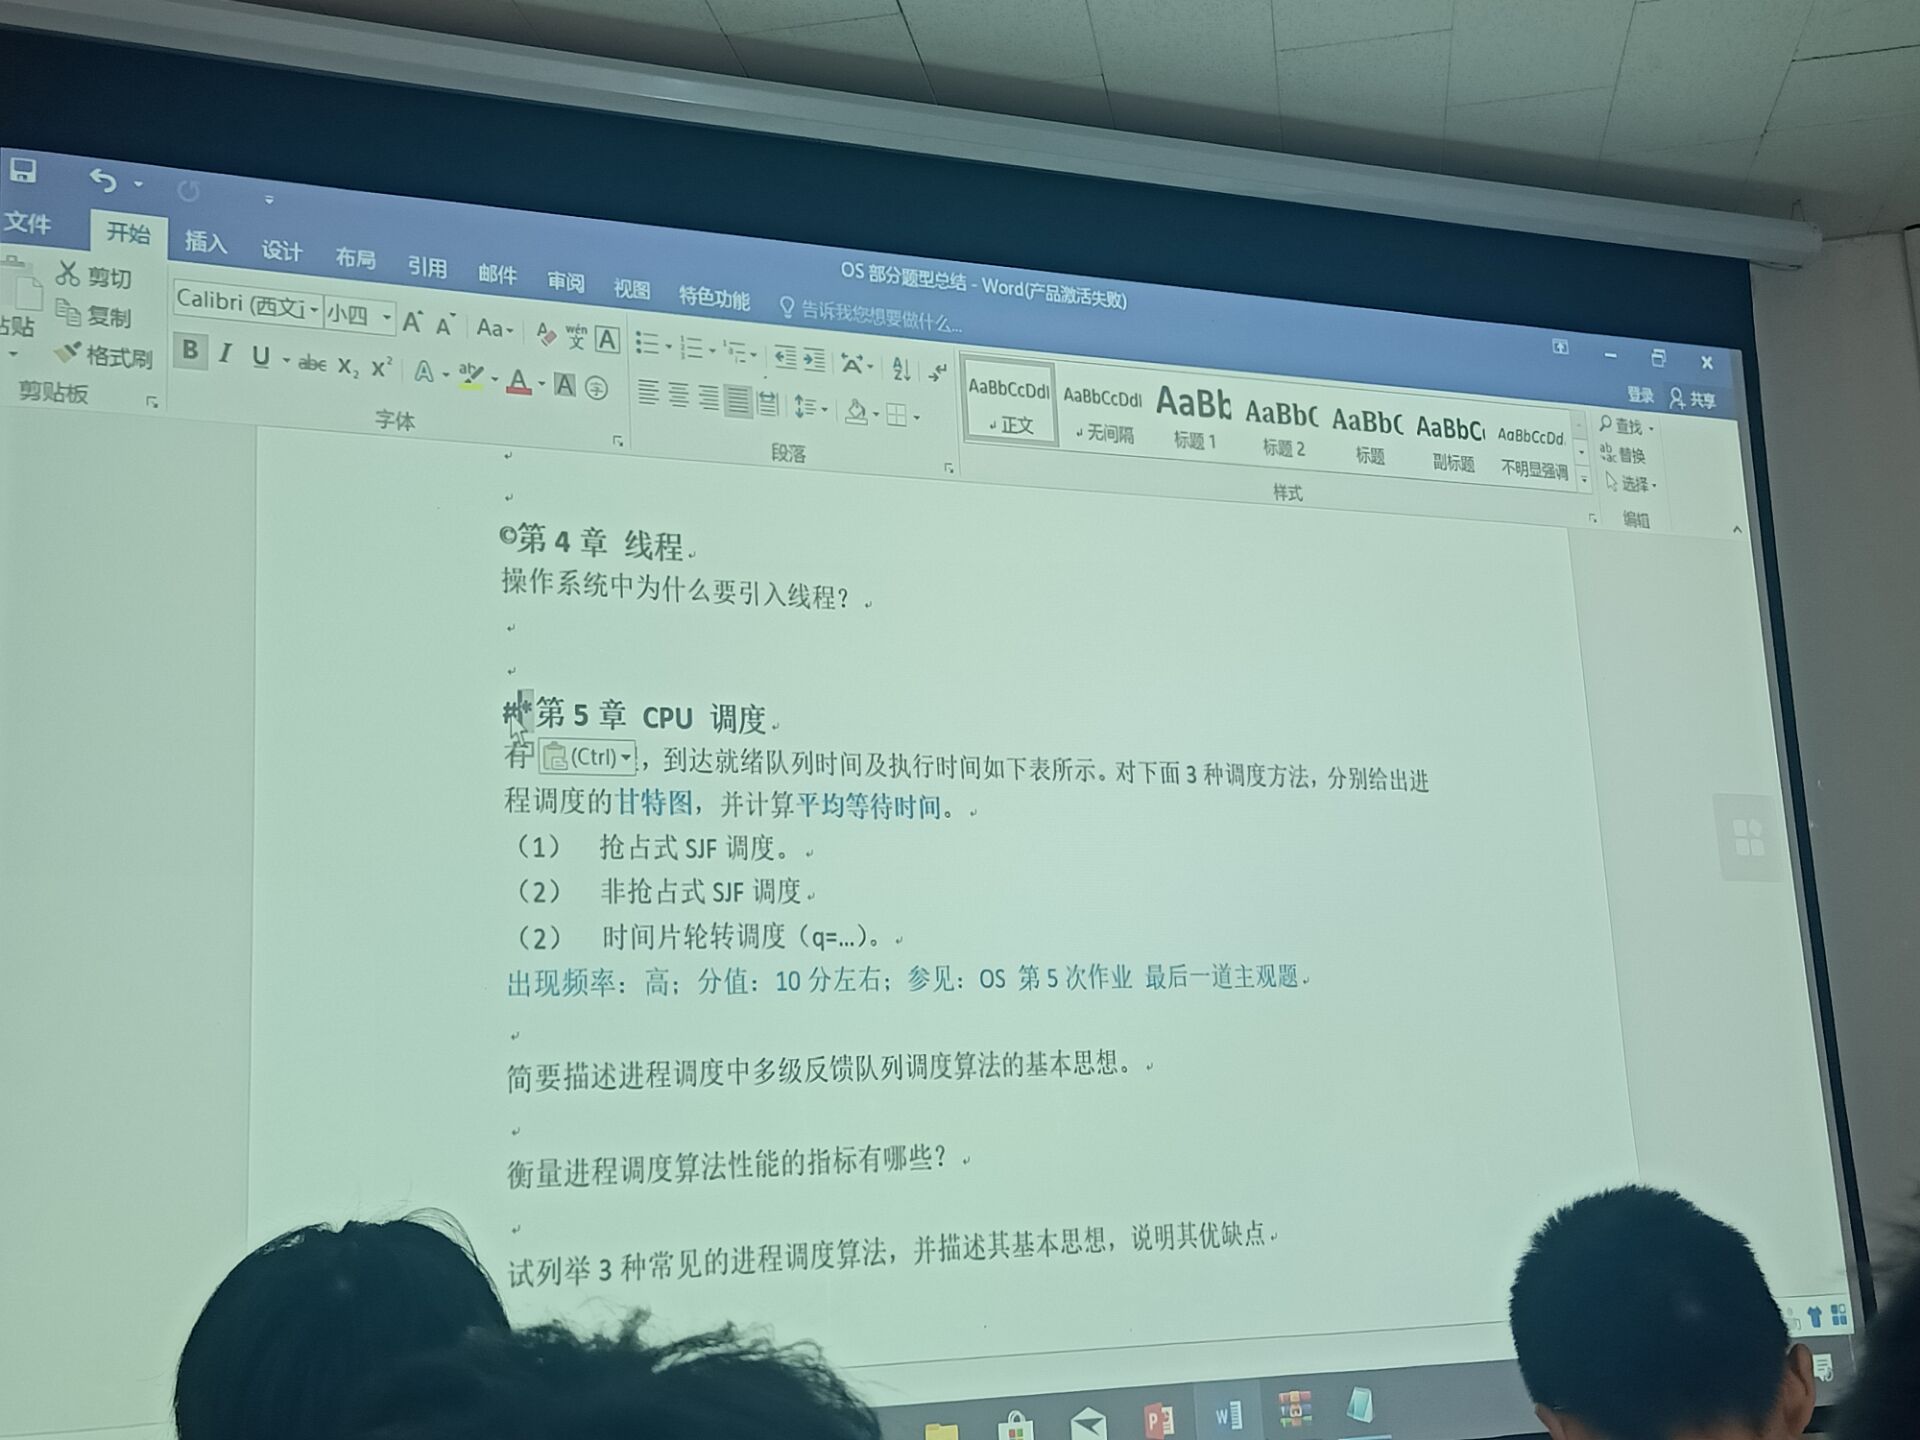 OS 部分题型总结 - Word(产品激活失败)
文件 开始 插入 设计 布局 引用 邮件 审阅 视图 特色功能 告诉我您想要做什么...
登录 共享
剪切
复制
格式刷
剪贴板
Calibri (西文正 小四
字体
段落
AaBbCcDdI AaBbCcDdI AaBb AaBbC AaBbC AaBbC AaBbCcDd
正文 无间隔 标题 1 标题 2 标题 副标题 不明显强调
样式
查找
替换
选择
编辑
©第 4 章 线程
操作系统中为什么要引入线程？
#*第 5 章 CPU 调度
有 (Ctrl) ，到达就绪队列时间及执行时间如下表所示。对下面 3 种调度方法，分别给出进
程调度的甘特图，并计算平均等待时间。
（1） 抢占式 SJF 调度。
（2） 非抢占式 SJF 调度
（2） 时间片轮转调度（q=...）。
出现频率：高；分值：10 分左右；参见：OS 第 5 次作业 最后一道主观题
简要描述进程调度中多级反馈队列调度算法的基本思想。
衡量进程调度算法性能的指标有哪些？
试列举 3 种常见的进程调度算法，并描述其基本思想，说明其优缺点